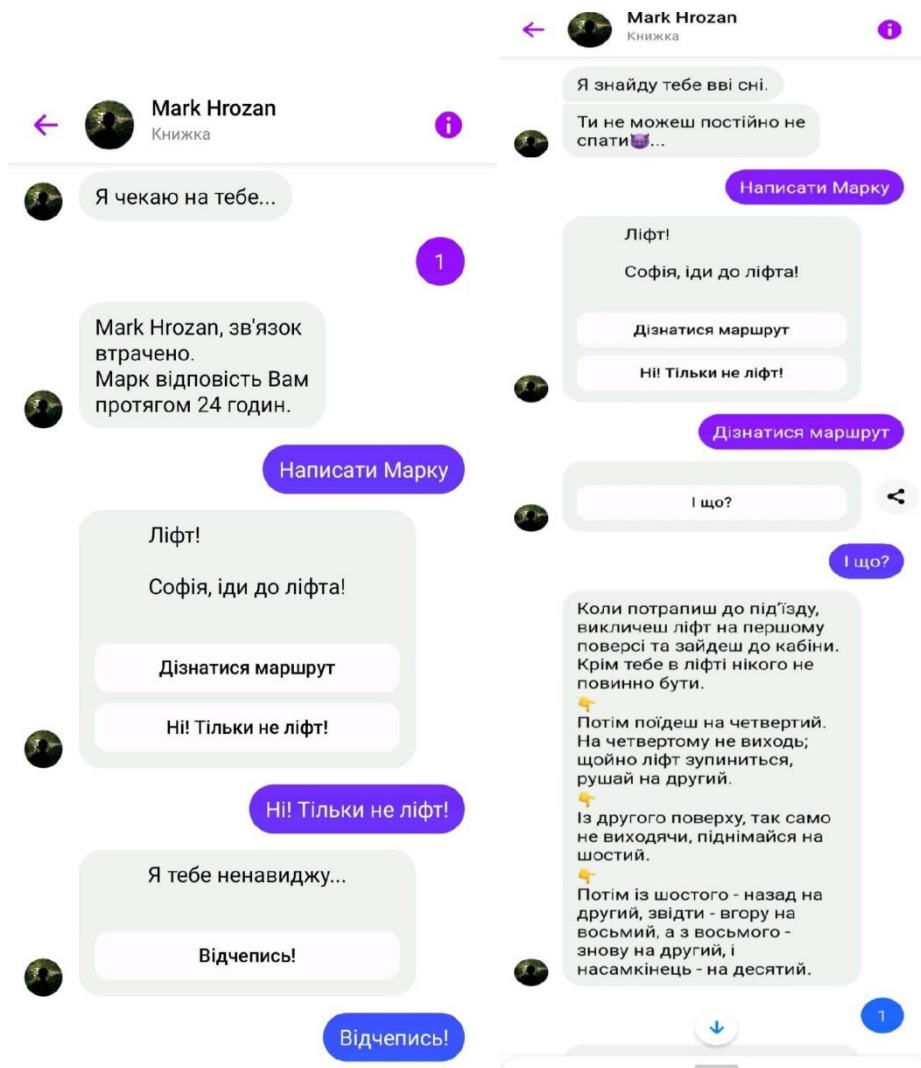 Mark Hrozan
Книжка
Я чекаю на тебе...
1
Mark Hrozan, зв'язок
втрачено.
Марк відповість Вам
протягом 24 годин.
Написати Марку
Ліфт!
Софія, іди до ліфта!
Дізнатися маршрут
Ні! Тільки не ліфт!
Ні! Тільки не ліфт!
Я тебе ненавиджу...
Відчепись!
Відчепись!
Mark Hrozan
Книжка
Я знайду тебе вві сні.
Ти не можеш постійно не
спати😈...
Написати Марку
Ліфт!
Софія, іди до ліфта!
Дізнатися маршрут
Ні! Тільки не ліфт!
Дізнатися маршрут
І що?
І що?
Коли потрапиш до під’їзду,
викличеш ліфт на першому
поверсі та зайдеш до кабіни.
Крім тебе в ліфті нікого не
повинно бути.
👇
Потім поїдеш на четвертий.
На четвертому не виходь;
щойно ліфт зупиниться,
рушай на другий.
👇
Із другого поверху, так само
не виходячи, піднімайся на
шостий.
👇
Потім із шостого - назад на
другий, звідти - вгору на
восьмий, а з восьмого -
знову на другий, і
насамкінець - на десятий.
1